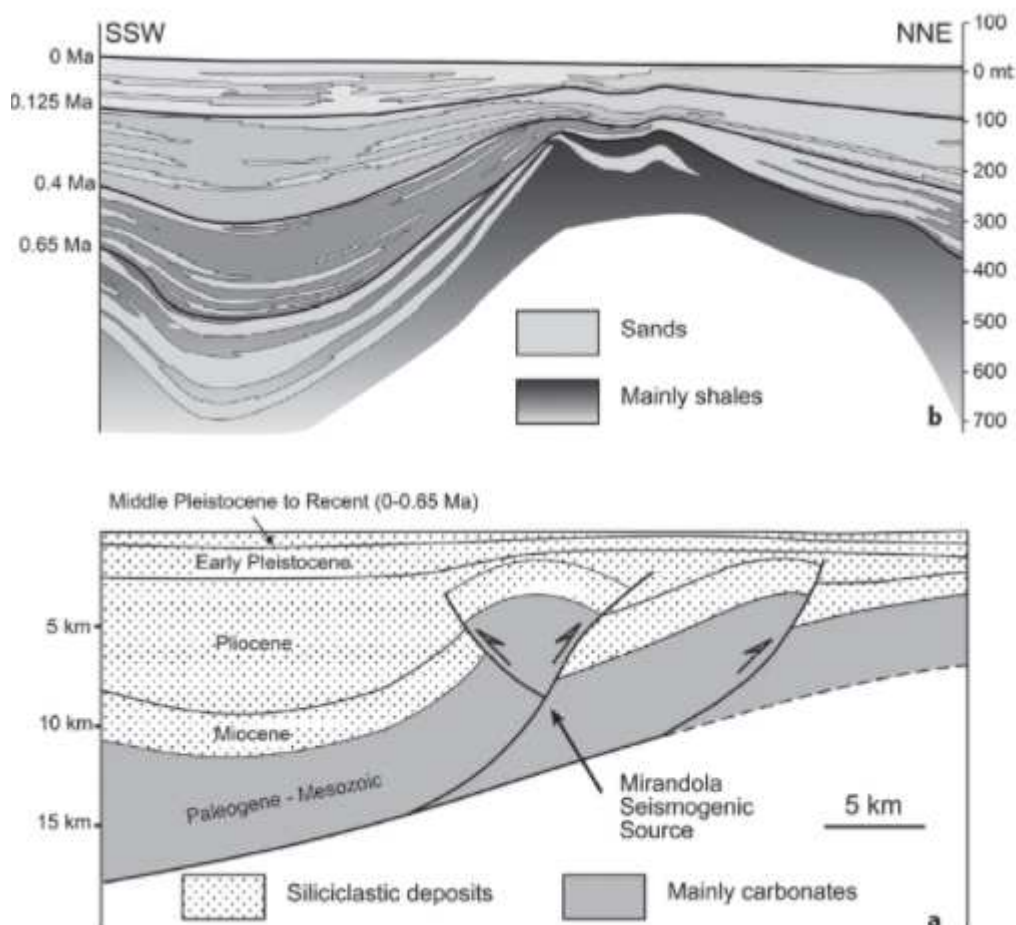 SSW
NNE
100
0 Ma
0 mt
0.125 Ma
100
200
0.4 Ma
300
0.65 Ma
400
500
600
700
Sands
Mainly shales
b
Middle Pleistocene to Recent (0-0.65 Ma)
Early Pleistocene
5 km
Pliocene
10 km
Miocene
Paleogene - Mesozoic
Mirandola
Seismogenic
Source
5 km
15 km
Siliciclastic deposits
Mainly carbonates
a